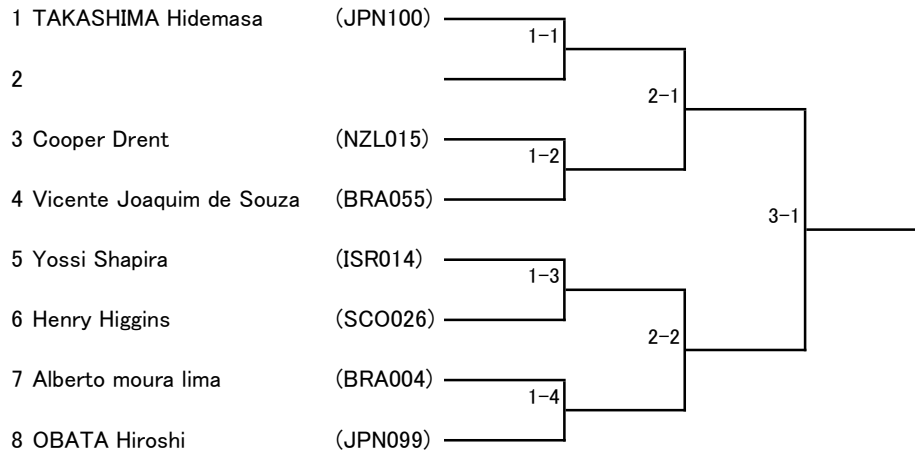 1 TAKASHIMA Hidemasa (JPN100)
1-1
2
2-1
3 Cooper Drent (NZL015)
1-2
4 Vicente Joaquim de Souza (BRA055)
3-1
5 Yossi Shapira (ISR014)
1-3
6 Henry Higgins (SCO026)
2-2
7 Alberto moura lima (BRA004)
1-4
8 OBATA Hiroshi (JPN099)